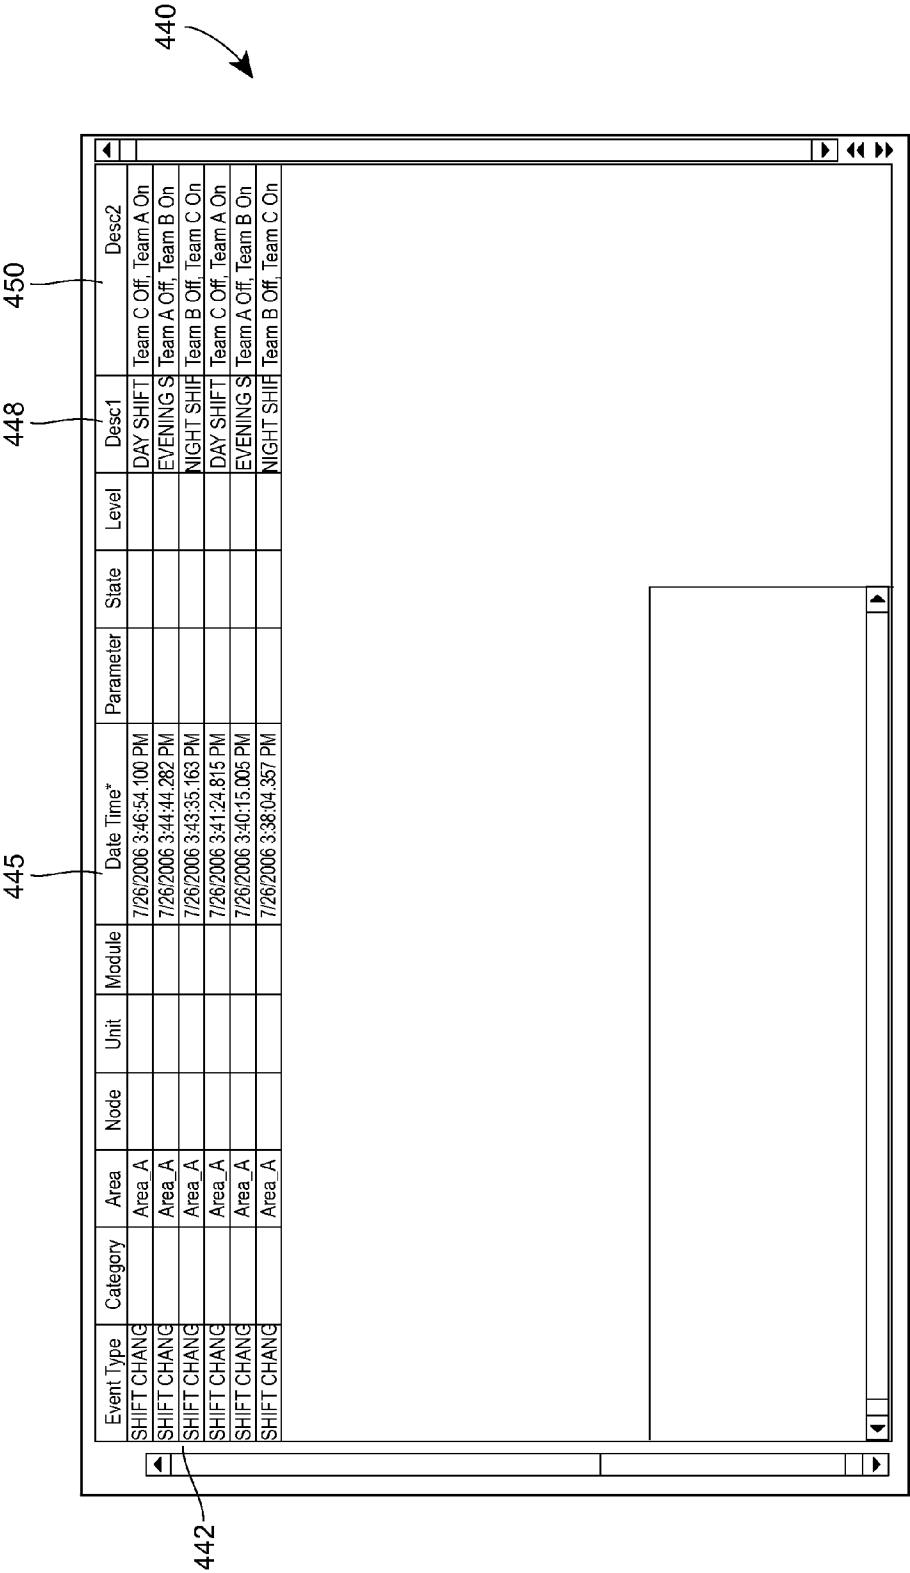 440
450
448
445
442
Event Type Category Area Node Unit Module Date Time* Parameter State Level Desc1 Desc2
SHIFT CHANG Area_A 7/26/2006 3:46:54.100 PM DAY SHIFT Team C Off, Team A On
SHIFT CHANG Area_A 7/26/2006 3:44:44.282 PM EVENING S Team A Off, Team B On
SHIFT CHANG Area_A 7/26/2006 3:43:35.163 PM NIGHT SHIF Team B Off, Team C On
SHIFT CHANG Area_A 7/26/2006 3:41:24.815 PM DAY SHIFT Team C Off, Team A On
SHIFT CHANG Area_A 7/26/2006 3:40:15.005 PM EVENING S Team A Off, Team B On
SHIFT CHANG Area_A 7/26/2006 3:38:04.357 PM NIGHT SHIF Team B Off, Team C On